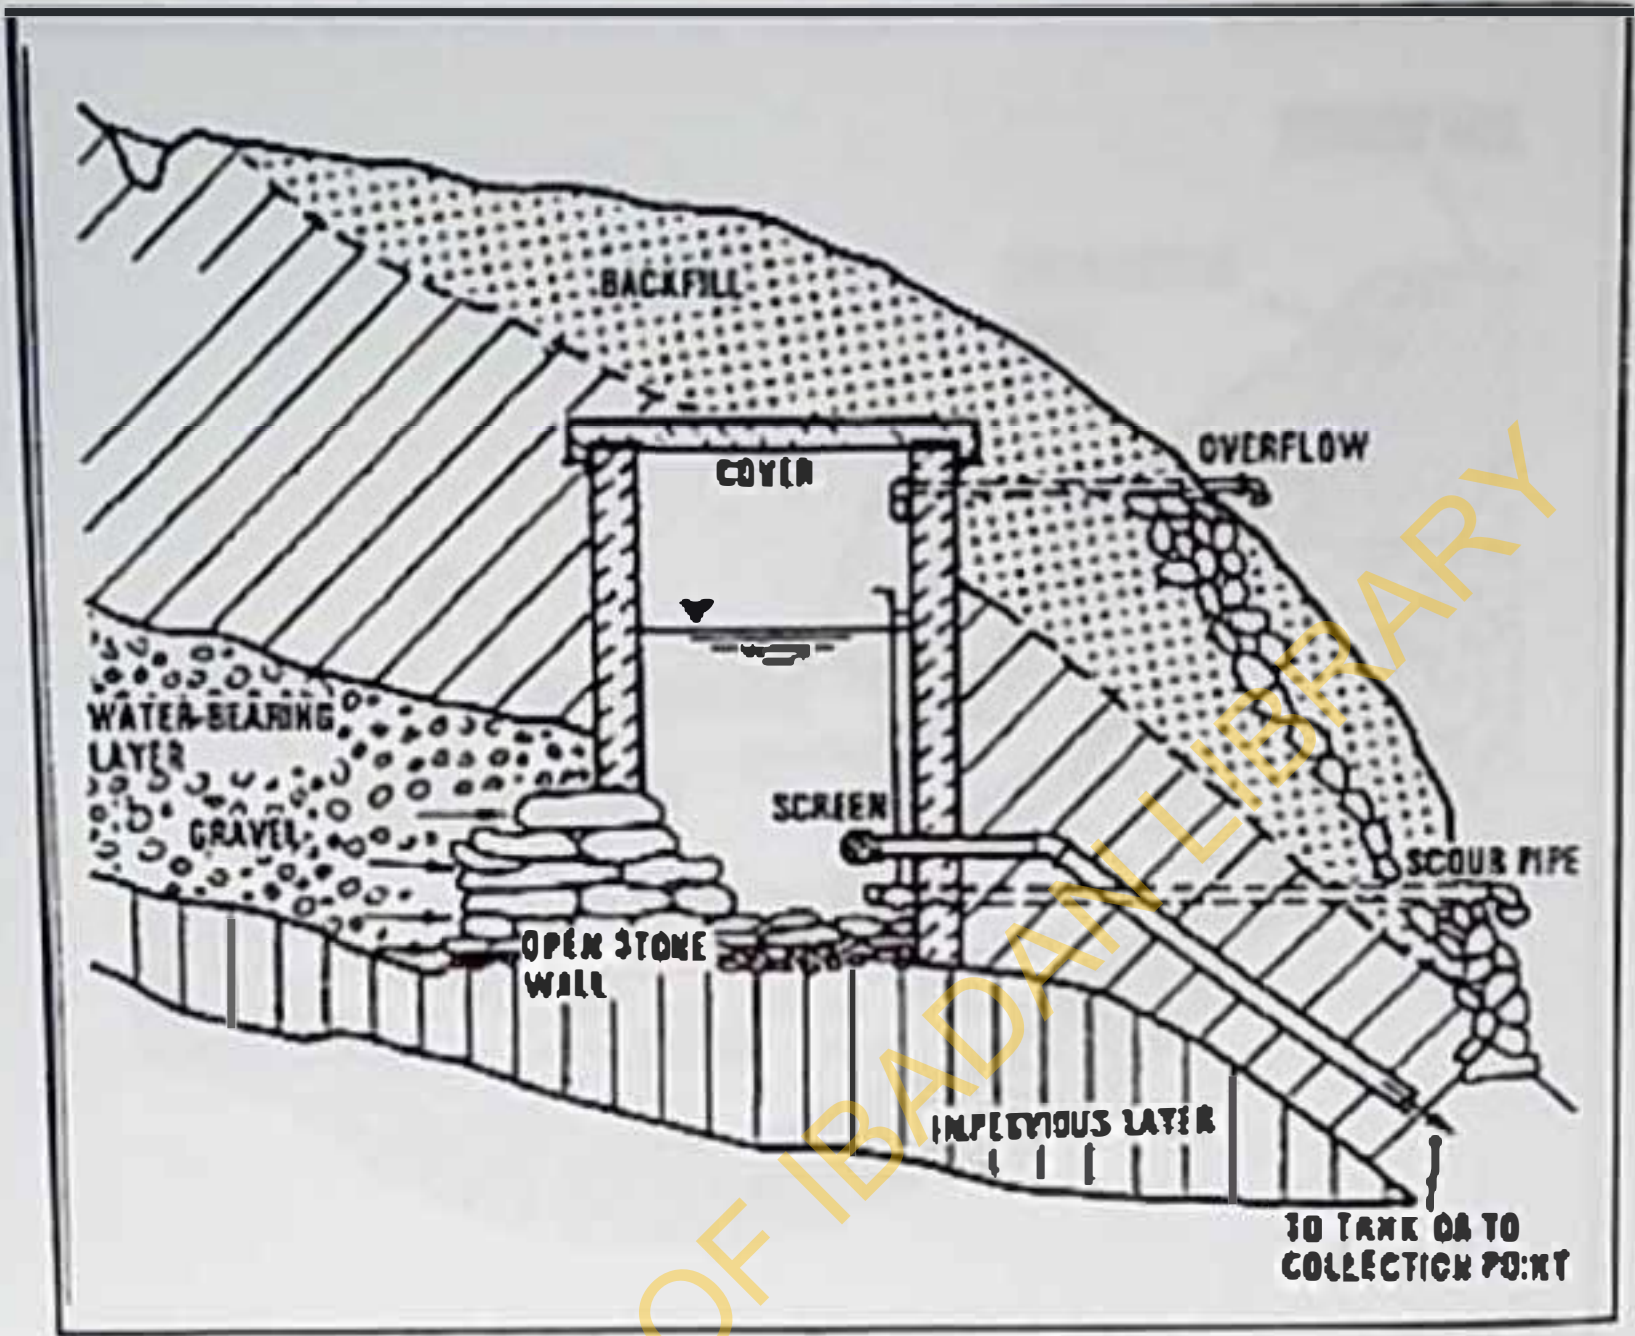 BACKFILL
OVERFLOW
COVER
WATER-BEARING
LAYER
SCREEN
GRAVEL
SCOUR PIPE
OPEN STONE
WALL
IMPERVIOUS LAYER
TO TANK OR TO
COLLECTION POINT
OF IBADAN LIBRARY